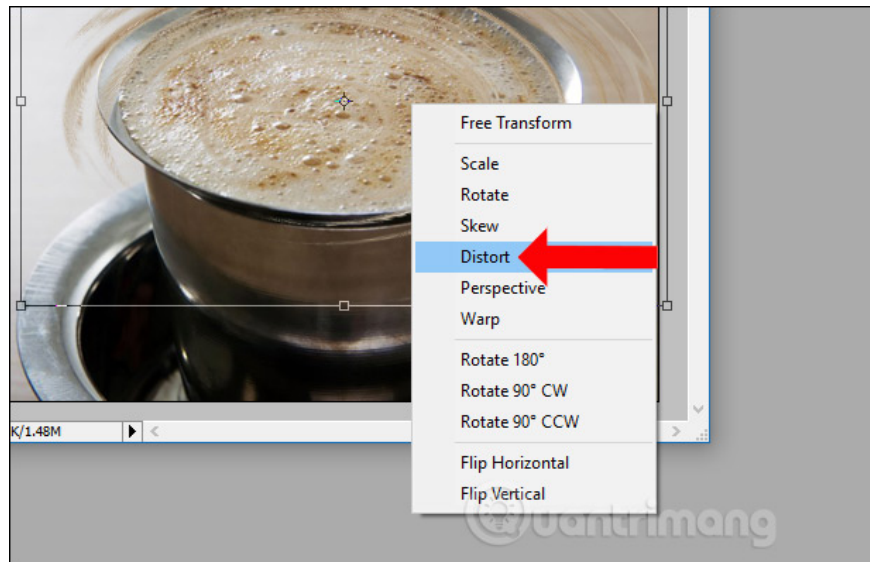 Free Transform
Scale
Rotate
Skew
Distort
Perspective
Warp
Rotate 180°
Rotate 90° CW
Rotate 90° CCW
K/1.48M
Flip Horizontal
Flip Vertical
Quantrimang